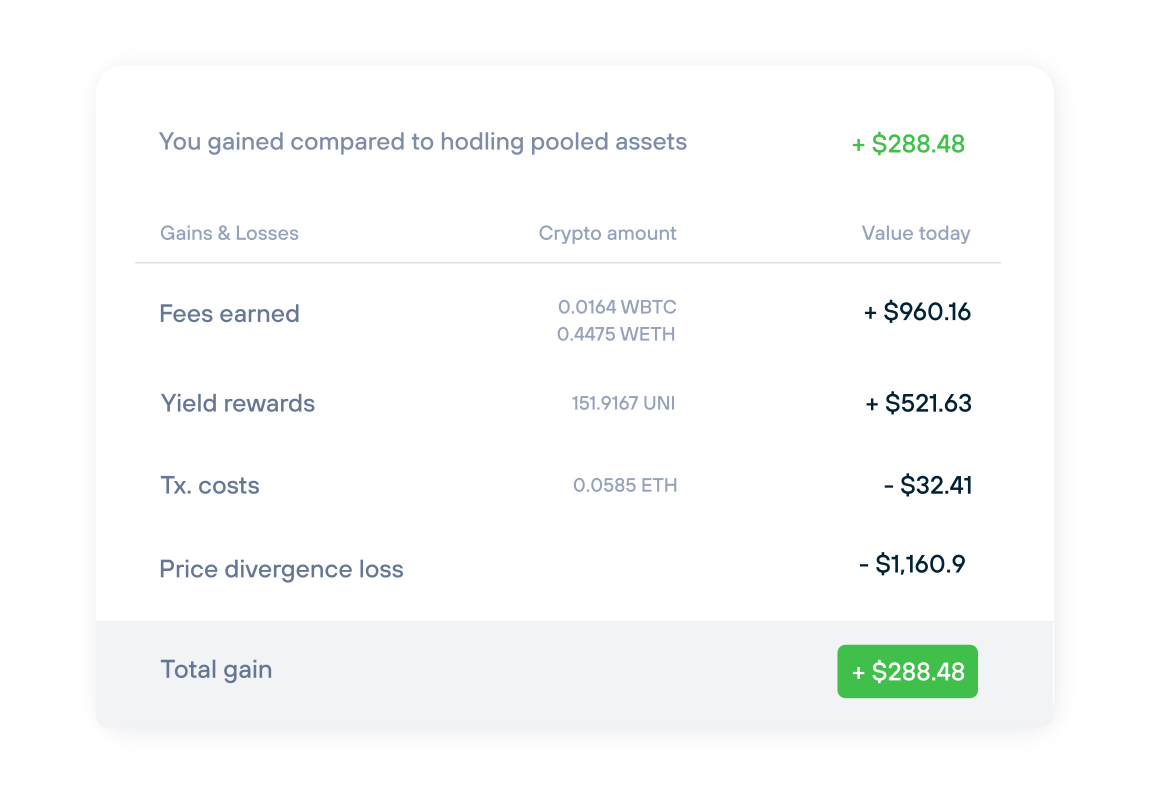 You gained compared to hodling pooled assets + $288.48
Gains & Losses Crypto amount Value today
Fees earned 0.0164 WBTC + $960.16
0.4475 WETH
Yield rewards 151.9167 UNI + $521.63
Tx. costs 0.0585 ETH - $32.41
Price divergence loss - $1,160.9
Total gain + $288.48